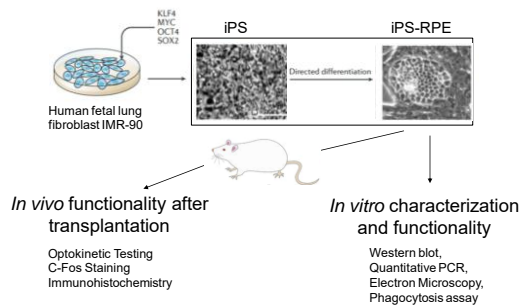 KLF4
MYC
OCT4
SOX2
iPS
iPS-RPE
Directed differentiation
Human fetal lung
fibroblast IMR-90
In vivo functionality after
transplantation
Optokinetic Testing
C-Fos Staining
Immunohistochemistry
In vitro characterization
and functionality
Western blot,
Quantitative PCR,
Electron Microscopy,
Phagocytosis assay